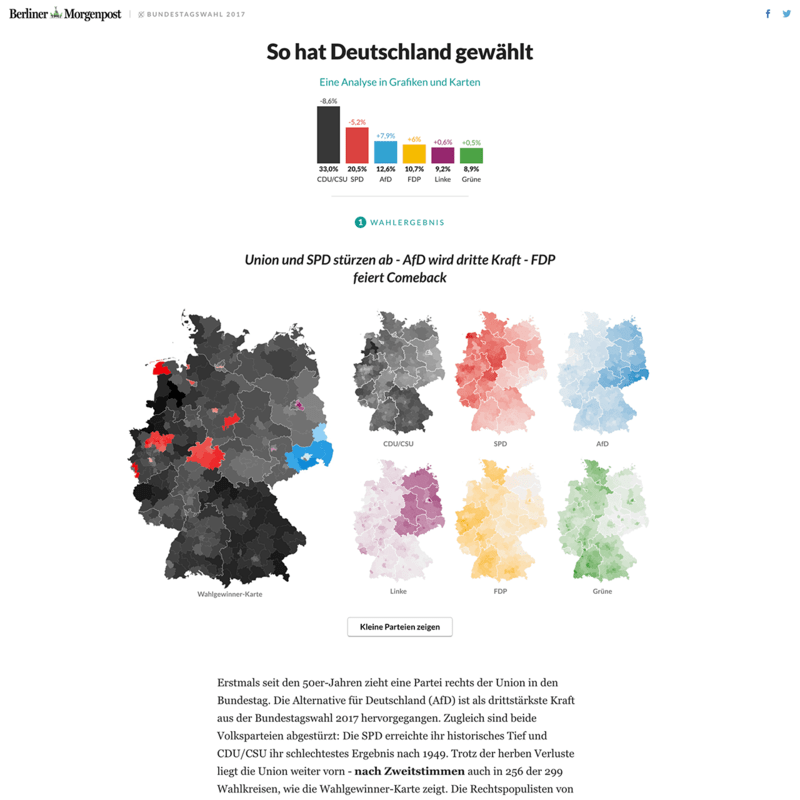 Berliner Morgenpost
BUNDESTAGSWAHL 2017
So hat Deutschland gewählt
Eine Analyse in Grafiken und Karten
-8,6% -5,2% +7,9% +6% +0,6% +0,5%
33,0% 20,5% 12,6% 10,7% 9,2% 8,9%
CDU/CSU SPD AfD FDP Linke Grüne
1 WAHLERGEBNIS
Union und SPD stürzen ab - AfD wird dritte Kraft - FDP
feiert Comeback
CDU/CSU SPD AfD
Wahlgewinner-Karte Linke FDP Grüne
Kleine Parteien zeigen
Erstmals seit den 50er-Jahren zieht eine Partei rechts der Union in den
Bundestag. Die Alternative für Deutschland (AfD) ist als drittstärkste Kraft
aus der Bundestagswahl 2017 hervorgegangen. Zugleich sind beide
Volksparteien abgestürzt: Die SPD erreichte ihr historisches Tief und
CDU/CSU ihr schlechtestes Ergebnis nach 1949. Trotz der herben Verluste
liegt die Union weiter vorn - nach Zweitstimmen auch in 256 der 299
Wahlkreisen, wie die Wahlgewinner-Karte zeigt. Die Rechtspopulisten von